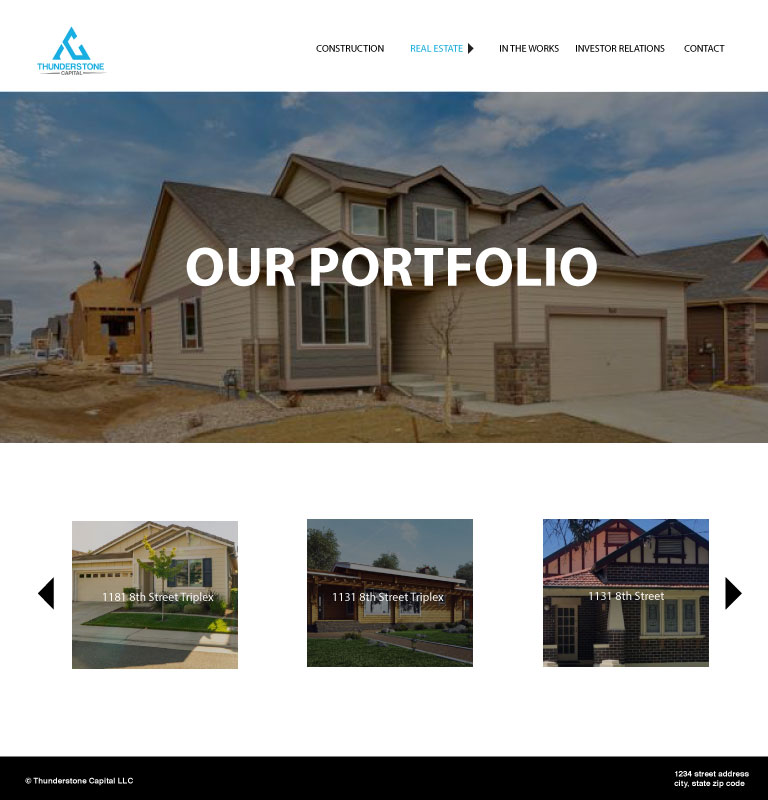 THUNDERSTONE
CAPITAL
CONSTRUCTION REAL ESTATE IN THE WORKS INVESTOR RELATIONS CONTACT
OUR PORTFOLIO
1181 8th Street Triplex
1131 8th Street Triplex
1131 8th Street
© Thunderstone Capital LLC
1234 street address
city, state zip code